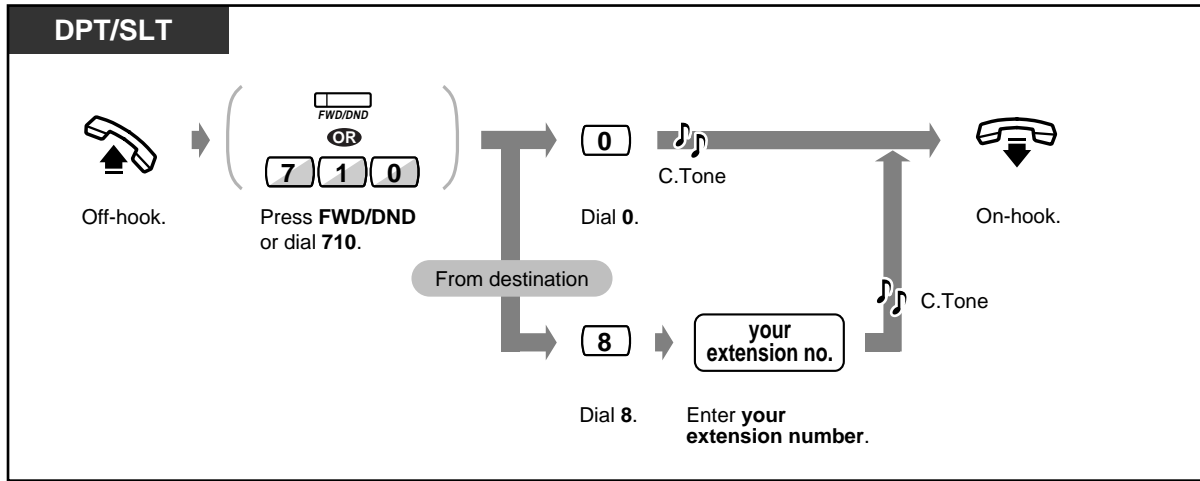 DPT/SLT
FWD/DND
OR
7 1 0
0
C.Tone
Off-hook.
Press FWD/DND
or dial 710.
Dial 0.
On-hook.
From destination
C.Tone
8
your
extension no.
Dial 8.
Enter your
extension number.